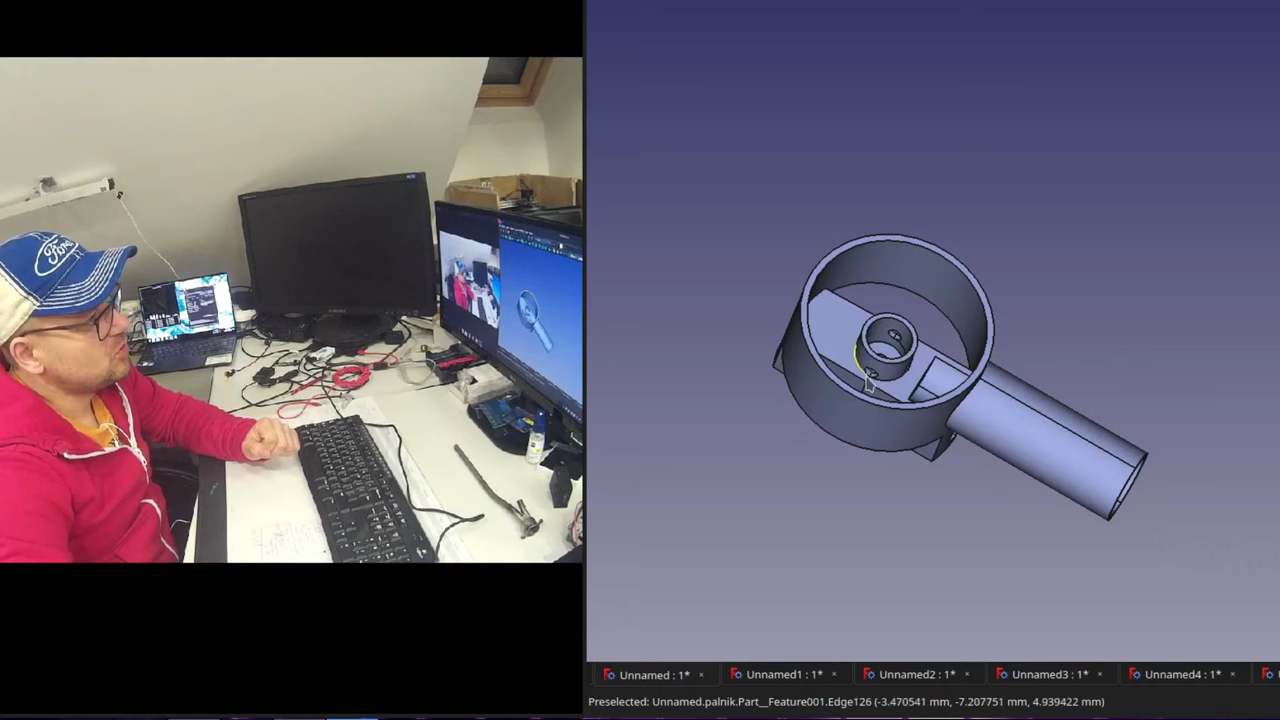 Ford
Unnamed : 1*
Unnamed1 : 1*
Unnamed2 : 1*
Unnamed3 : 1*
Unnamed4 : 1*
Preselected: Unnamed.palnik.Part__Feature001.Edge126 (-3.470541 mm, -7.207751 mm, 4.939422 mm)